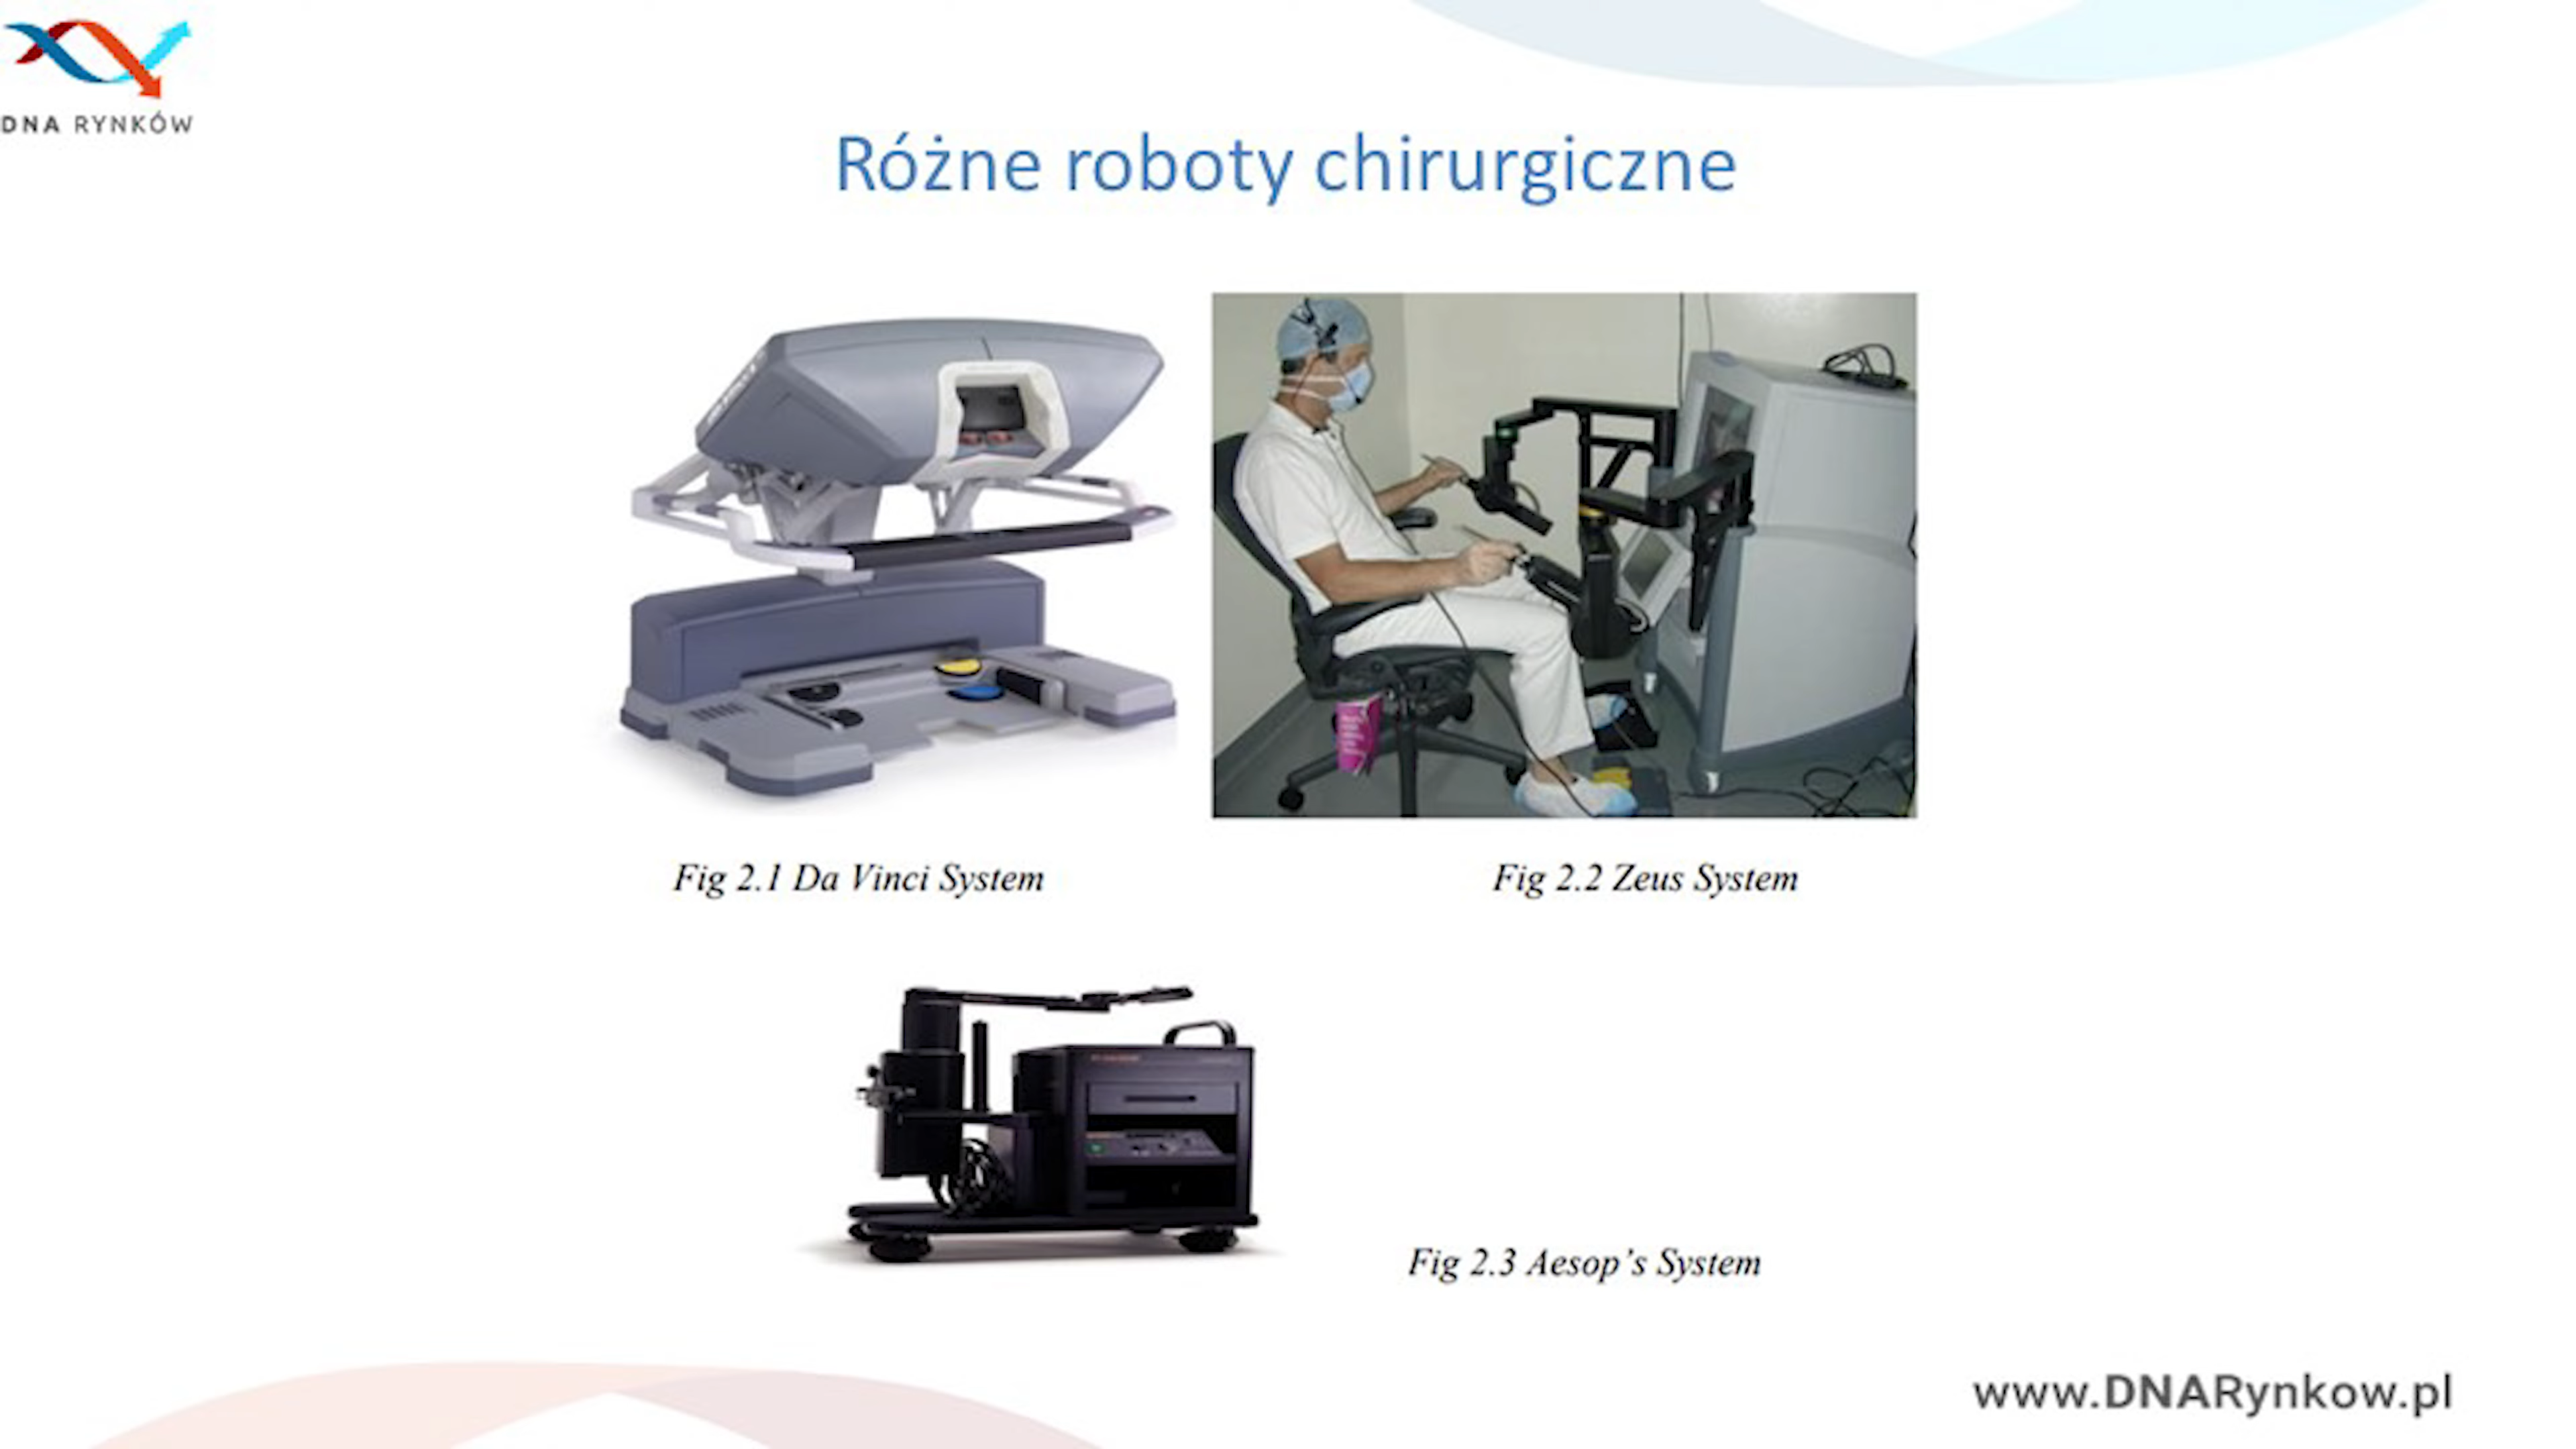 DNA RYNKÓW
Różne roboty chirurgiczne
Fig 2.1 Da Vinci System
Fig 2.2 Zeus System
Fig 2.3 Aesop’s System
www.DNARynkow.pl